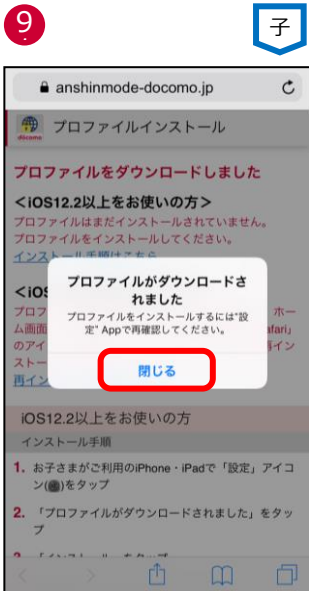 9
子
anshinmode-docomo.jp
docomo
プロファイルインストール
プロファイルをダウンロードしました
<iOS12.2以上をお使いの方>
プロファイルはまだインストールされていません。
プロファイルをインストールしてください。
インストール手順はこちら
プロファイルがダウンロードさ
れました
プロファイルをインストールするには"設
定" Appで再確認してください。
閉じる
<iOS
プロフ ホー
ム画面 afari」
のアイ 再イン
ストー
再イン
iOS12.2以上をお使いの方
インストール手順
1. お子さまがご利用のiPhone・iPadで「設定」アイコ
ン()をタップ
2. 「プロファイルがダウンロードされました」をタッ
プ